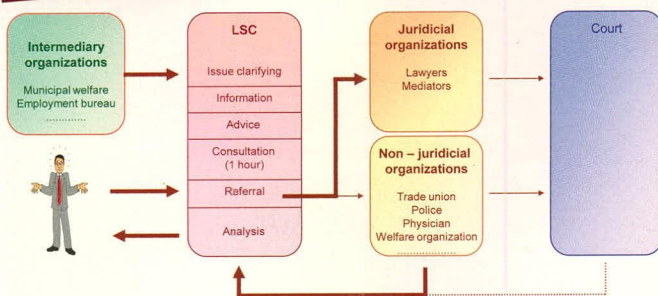 Intermediary
organizations
Municipal welfare
Employment bureau
..............
LSC
Issue clarifying
Information
Advice
Consultation
(1 hour)
Referral
Analysis
Juridicial
organizations
Lawyers
Mediators
Non – juridicial
organizations
Trade union
Police
Physician
Welfare organization
..................
Court